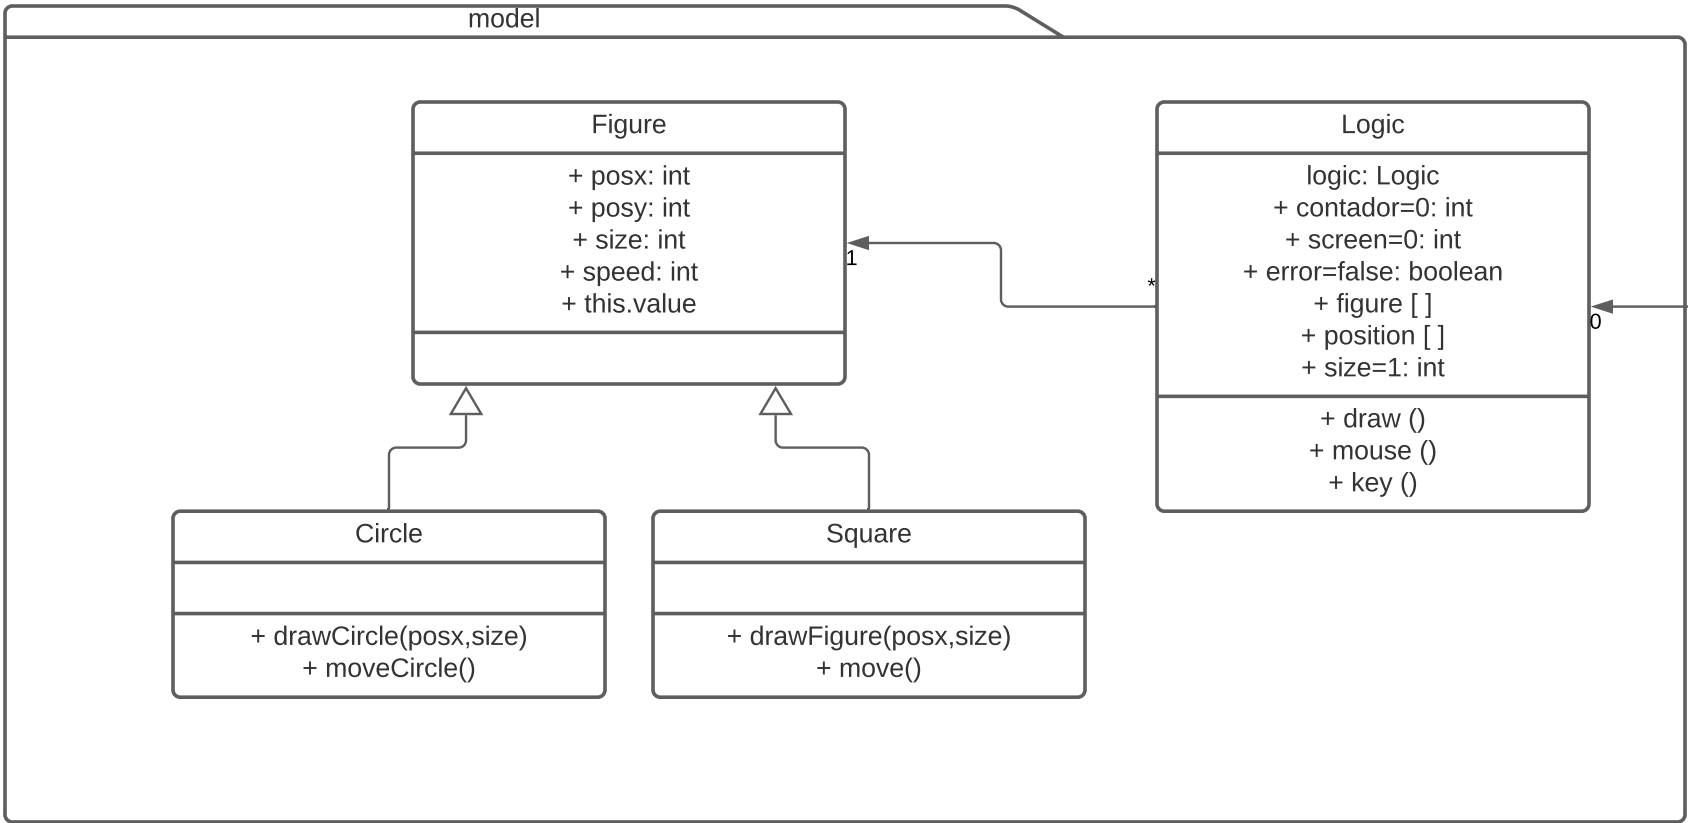 model
Figure
+ posx: int
+ posy: int
+ size: int
+ speed: int
+ this.value
1
*
Logic
logic: Logic
+ contador=0: int
+ screen=0: int
+ error=false: boolean
+ figure [ ]
+ position [ ]
+ size=1: int
+ draw ()
+ mouse ()
+ key ()
0
Circle
+ drawCircle(posx,size)
+ moveCircle()
Square
+ drawFigure(posx,size)
+ move()